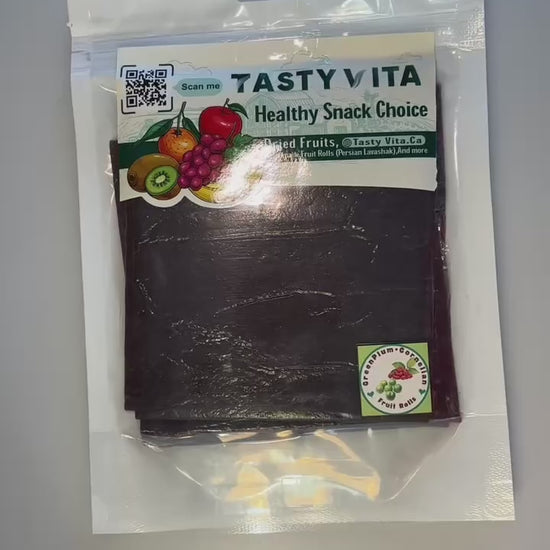 Scan me
TASTY VITA
Healthy Snack Choice
Dried Fruits, @Tasty Vita.Ca
Fruit Rolls (Persian Lavashak),And more
GreenPlum • Cornelian
Fruit Rolls